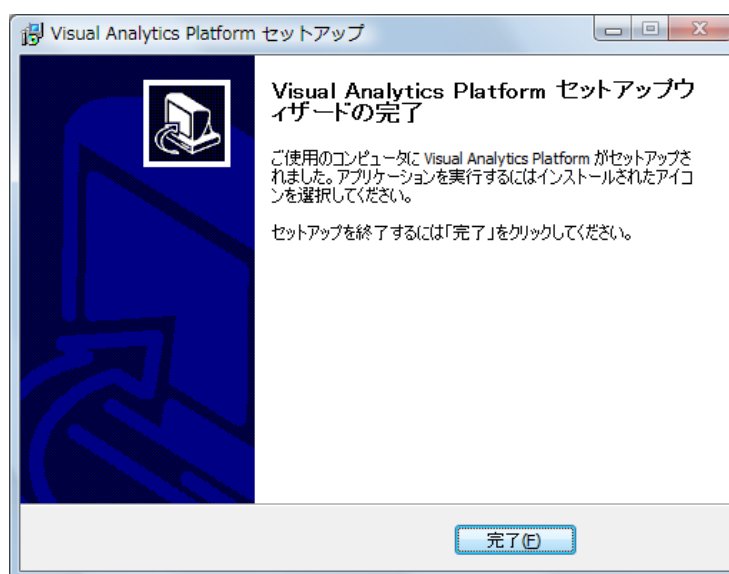 Visual Analytics Platform セットアップ
Visual Analytics Platform セットアップウ
ィザードの完了
ご使用のコンピュータに Visual Analytics Platform がセットアップさ
れました。アプリケーションを実行するにはインストールされたアイコ
ンを選択してください。
セットアップを終了するには「完了」をクリックしてください。
完了(F)